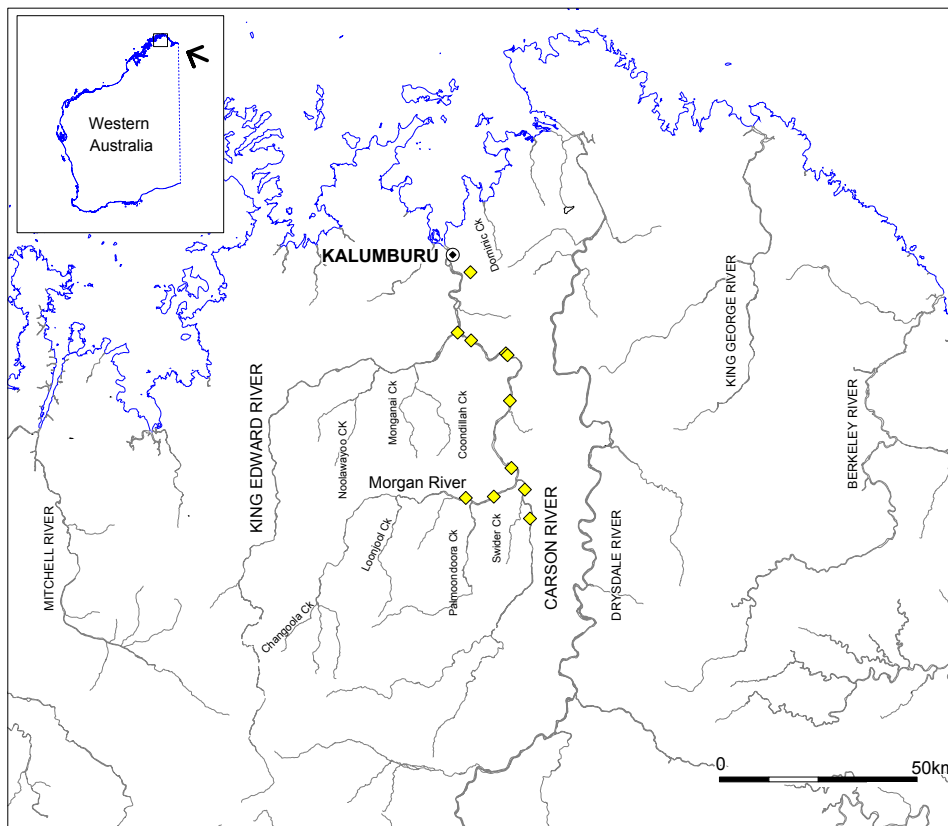 Western
Australia
KALUMBURU
Dominic Ck
KING GEORGE RIVER
KING EDWARD RIVER
Noolawayoo CK
Monganai Ck
Coondillah Ck
BERKELEY RIVER
Morgan River
MITCHELL RIVER
Loonjool Ck
Palmoondoora Ck
Swider Ck
CARSON RIVER
DRYSDALE RIVER
Changoola Ck
0
50km